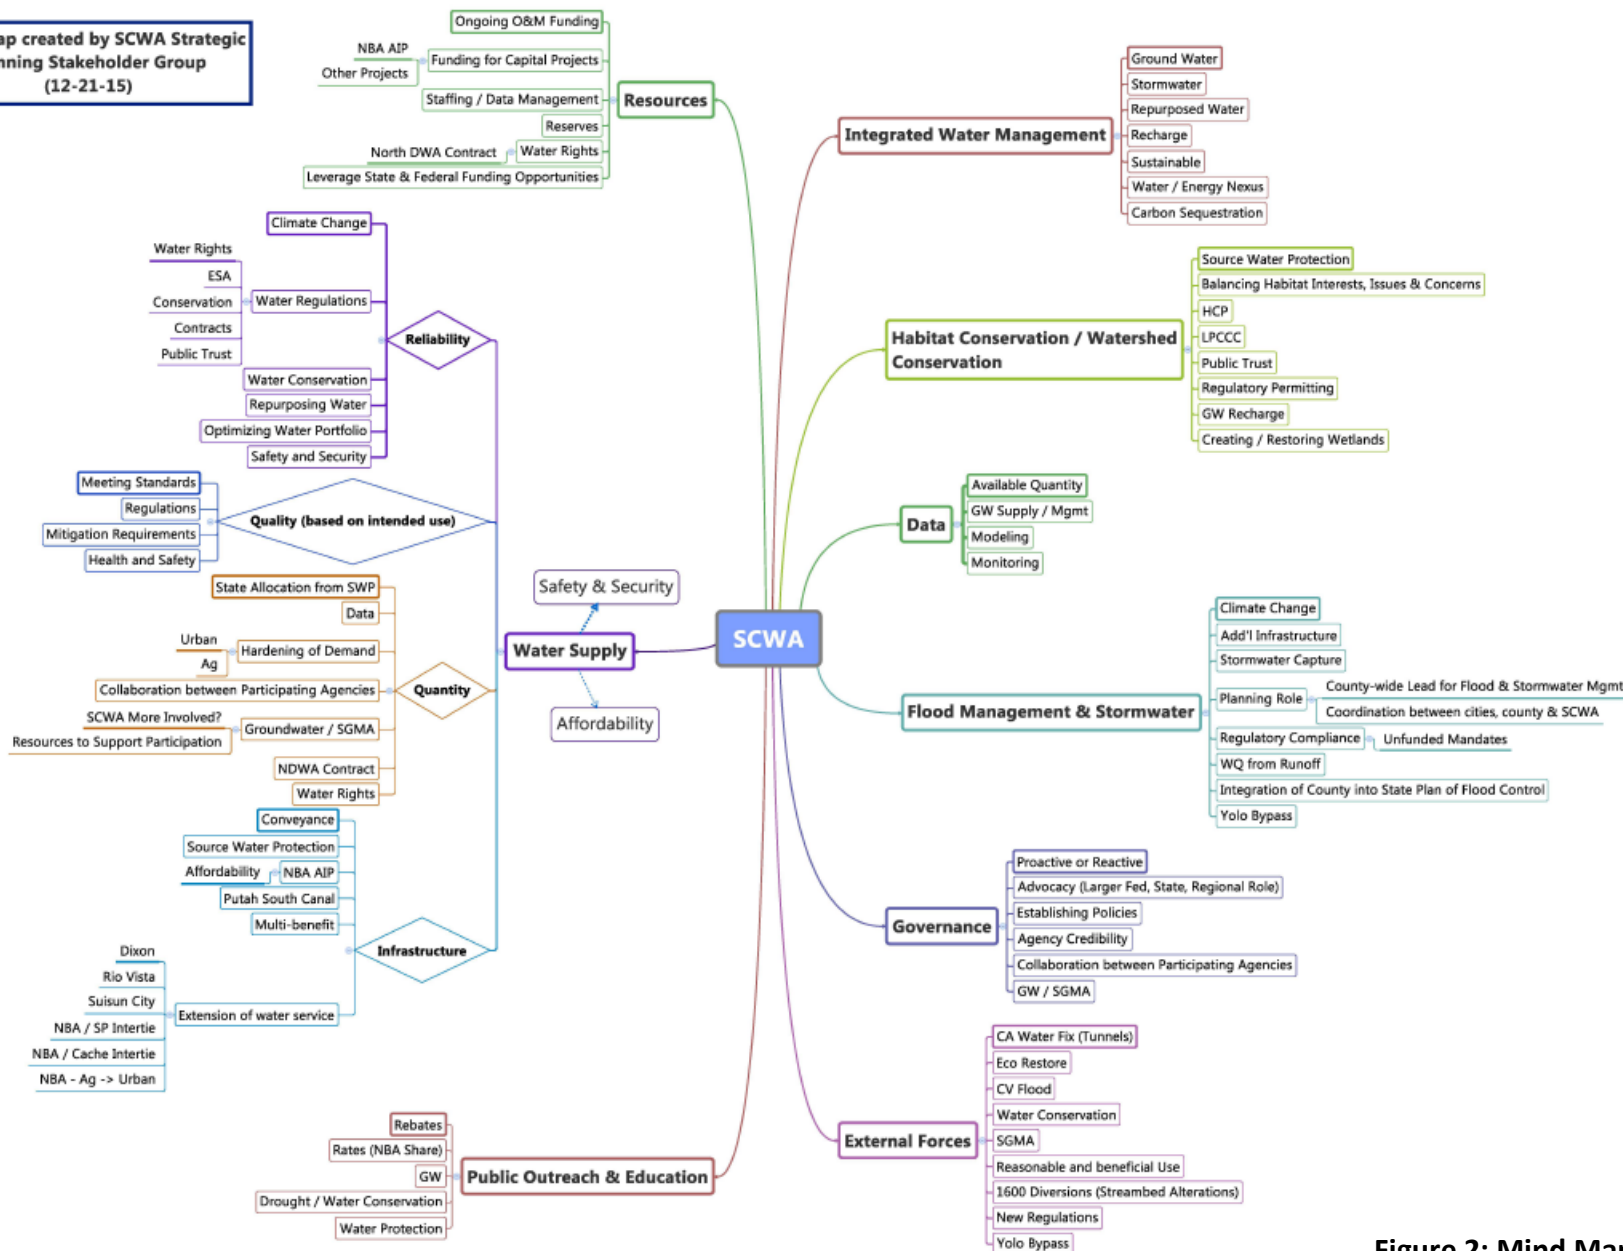 ap created by SCWA Strategic
nning Stakeholder Group
(12-21-15)
Ongoing O&M Funding
NBA AIP
Other Projects
Funding for Capital Projects
Staffing / Data Management
Reserves
North DWA Contract
Water Rights
Leverage State & Federal Funding Opportunities
Resources
Climate Change
Water Rights
ESA
Conservation
Contracts
Public Trust
Water Regulations
Water Conservation
Repurposing Water
Optimizing Water Portfolio
Safety and Security
Reliability
Meeting Standards
Regulations
Mitigation Requirements
Health and Safety
Quality (based on intended use)
State Allocation from SWP
Data
Urban
Ag
Hardening of Demand
Collaboration between Participating Agencies
SCWA More Involved?
Resources to Support Participation
Groundwater / SGMA
NDWA Contract
Water Rights
Quantity
Conveyance
Source Water Protection
Affordability
NBA AIP
Putah South Canal
Multi-benefit
Dixon
Rio Vista
Suisun City
NBA / SP Intertie
NBA / Cache Intertie
NBA - Ag -> Urban
Extension of water service
Infrastructure
Safety & Security
Water Supply
Affordability
Rebates
Rates (NBA Share)
GW
Drought / Water Conservation
Water Protection
Public Outreach & Education
SCWA
Integrated Water Management
Ground Water
Stormwater
Repurposed Water
Recharge
Sustainable
Water / Energy Nexus
Carbon Sequestration
Habitat Conservation / Watershed
Conservation
Source Water Protection
Balancing Habitat Interests, Issues & Concerns
HCP
LPCCC
Public Trust
Regulatory Permitting
GW Recharge
Creating / Restoring Wetlands
Data
Available Quantity
GW Supply / Mgmt
Modeling
Monitoring
Flood Management & Stormwater
Climate Change
Add'l Infrastructure
Stormwater Capture
Planning Role
County-wide Lead for Flood & Stormwater Mgmt
Coordination between cities, county & SCWA
Regulatory Compliance
Unfunded Mandates
WQ from Runoff
Integration of County into State Plan of Flood Control
Yolo Bypass
Governance
Proactive or Reactive
Advocacy (Larger Fed, State, Regional Role)
Establishing Policies
Agency Credibility
Collaboration between Participating Agencies
GW / SGMA
External Forces
CA Water Fix (Tunnels)
Eco Restore
CV Flood
Water Conservation
SGMA
Reasonable and beneficial Use
1600 Diversions (Streambed Alterations)
New Regulations
Yolo Bypass
Figure 2: Mind Ma